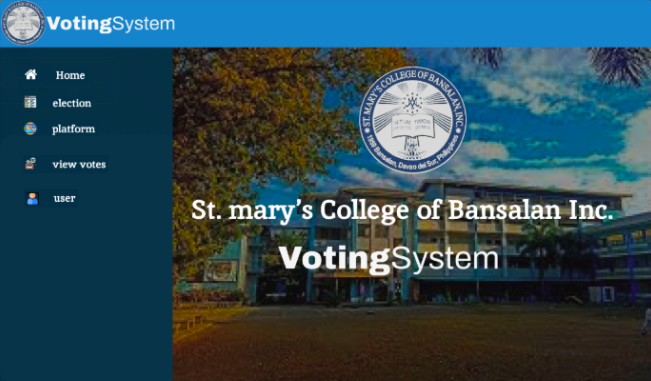 VotingSystem
Home
election
platform
view votes
user
ST. MARY'S COLLEGE OF BANSALAN, INC.
1959 Bansalan, Davao del Sur, Philippines
St. mary's College of Bansalan Inc.
VotingSystem